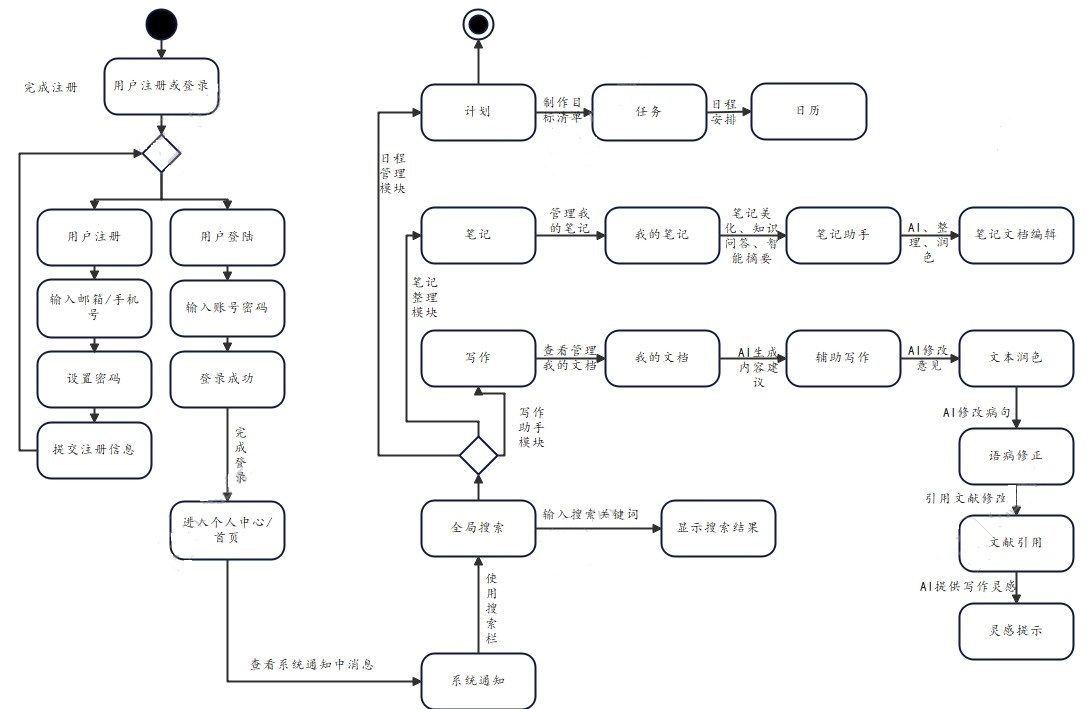 完成注册
用户注册或登录
用户注册
用户登陆
输入邮箱/手机
号
输入账号密码
设置密码
登录成功
提交注册信息
完
成
登
录
进入个人中心/
首页
查看系统通知中消息
系统通知
使
用
搜
索
栏
全局搜索
输入搜索关键词
显示搜索结果
日程
管理
模块
笔记
整理
模块
写作
助手
模块
计划
制作目
标清单
任务
日程
安排
日历
笔记
管理我
的笔记
我的笔记
笔记美
化、知识
问答、智
能摘要
笔记助手
AI、整
理、润
色
笔记文档编辑
写作
查看管理
我的文档
我的文档
AI生成
内容建
议
辅助写作
AI修改
意见
文本润色
AI修改病句
语病修正
引用文献修改
文献引用
AI提供写作灵感
灵感提示